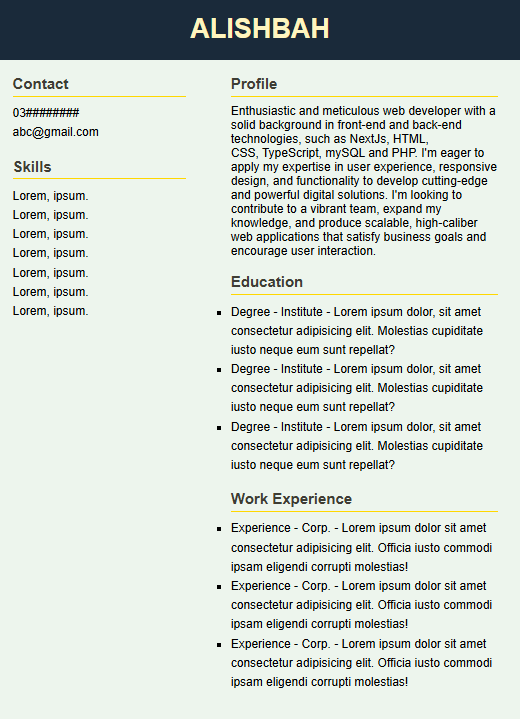 ALISHBAH
Contact
03########
abc@gmail.com
Skills
Lorem, ipsum.
Lorem, ipsum.
Lorem, ipsum.
Lorem, ipsum.
Lorem, ipsum.
Lorem, ipsum.
Lorem, ipsum.
Profile
Enthusiastic and meticulous web developer with a
solid background in front-end and back-end
technologies, such as NextJs, HTML,
CSS, TypeScript, mySQL and PHP. I'm eager to
apply my expertise in user experience, responsive
design, and functionality to develop cutting-edge
and powerful digital solutions. I'm looking to
contribute to a vibrant team, expand my
knowledge, and produce scalable, high-caliber
web applications that satisfy business goals and
encourage user interaction.
Education
Degree - Institute - Lorem ipsum dolor, sit amet
consectetur adipisicing elit. Molestias cupiditate
iusto neque eum sunt repellat?
Degree - Institute - Lorem ipsum dolor, sit amet
consectetur adipisicing elit. Molestias cupiditate
iusto neque eum sunt repellat?
Degree - Institute - Lorem ipsum dolor, sit amet
consectetur adipisicing elit. Molestias cupiditate
iusto neque eum sunt repellat?
Work Experience
Experience - Corp. - Lorem ipsum dolor sit amet
consectetur adipisicing elit. Officia iusto commodi
ipsam eligendi corrupti molestias!
Experience - Corp. - Lorem ipsum dolor sit amet
consectetur adipisicing elit. Officia iusto commodi
ipsam eligendi corrupti molestias!
Experience - Corp. - Lorem ipsum dolor sit amet
consectetur adipisicing elit. Officia iusto commodi
ipsam eligendi corrupti molestias!